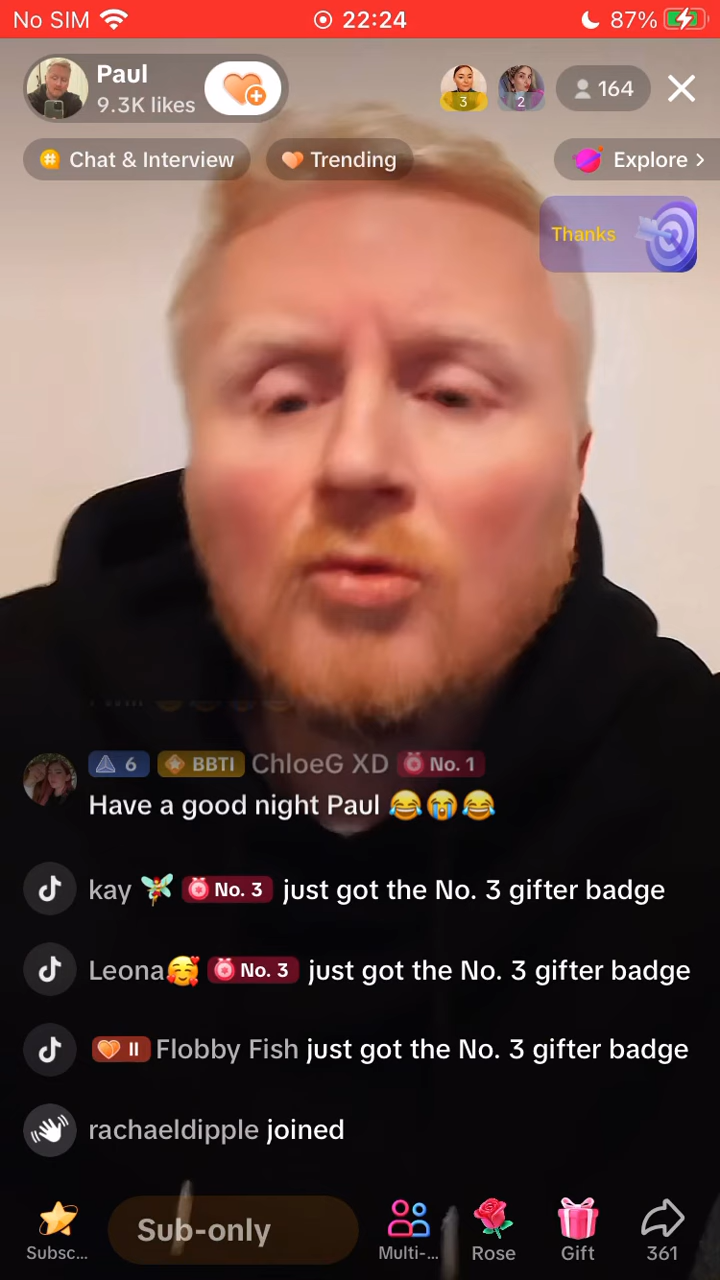 No SIM 22:24 87%
Paul
9.3K likes
3
2
164
Chat & Interview
Trending
Explore >
Thanks
6 BBTI ChloeG XD No. 1
Have a good night Paul 😂😭😂
kay 🧚 No. 3 just got the No. 3 gifter badge
Leona🥰 No. 3 just got the No. 3 gifter badge
II Flobby Fish just got the No. 3 gifter badge
rachaeldipple joined
Subsc...
Sub-only
Multi-...
Rose
Gift
361